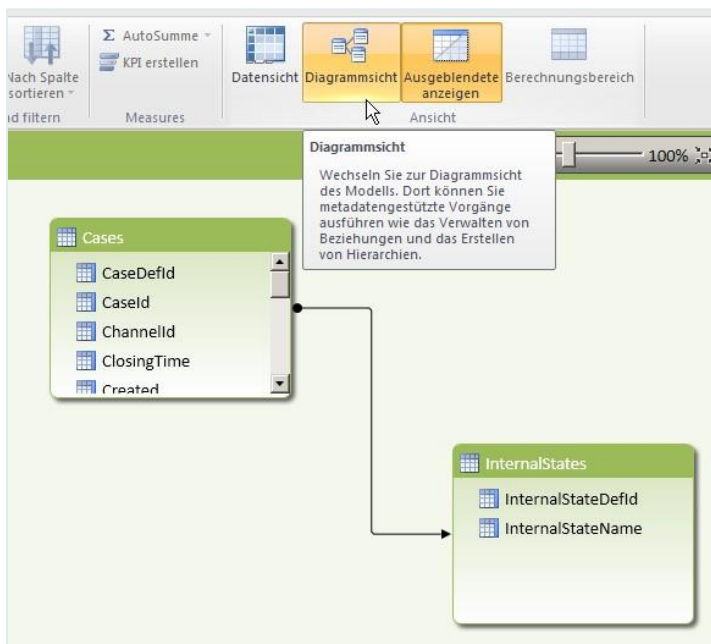 Nach Spalte
sortieren
Σ AutoSumme
KPI erstellen
Datensicht
Diagrammsicht
Ausgeblendete
anzeigen
Berechnungsbereich
d filtern
Measures
Ansicht
100%
Diagrammsicht
Wechseln Sie zur Diagrammsicht
des Modells. Dort können Sie
metadatengestützte Vorgänge
ausführen wie das Verwalten von
Beziehungen und das Erstellen
von Hierarchien.
Cases
CaseDefId
CaseId
ChannelId
ClosingTime
Created
InternalStates
InternalStateDefId
InternalStateName